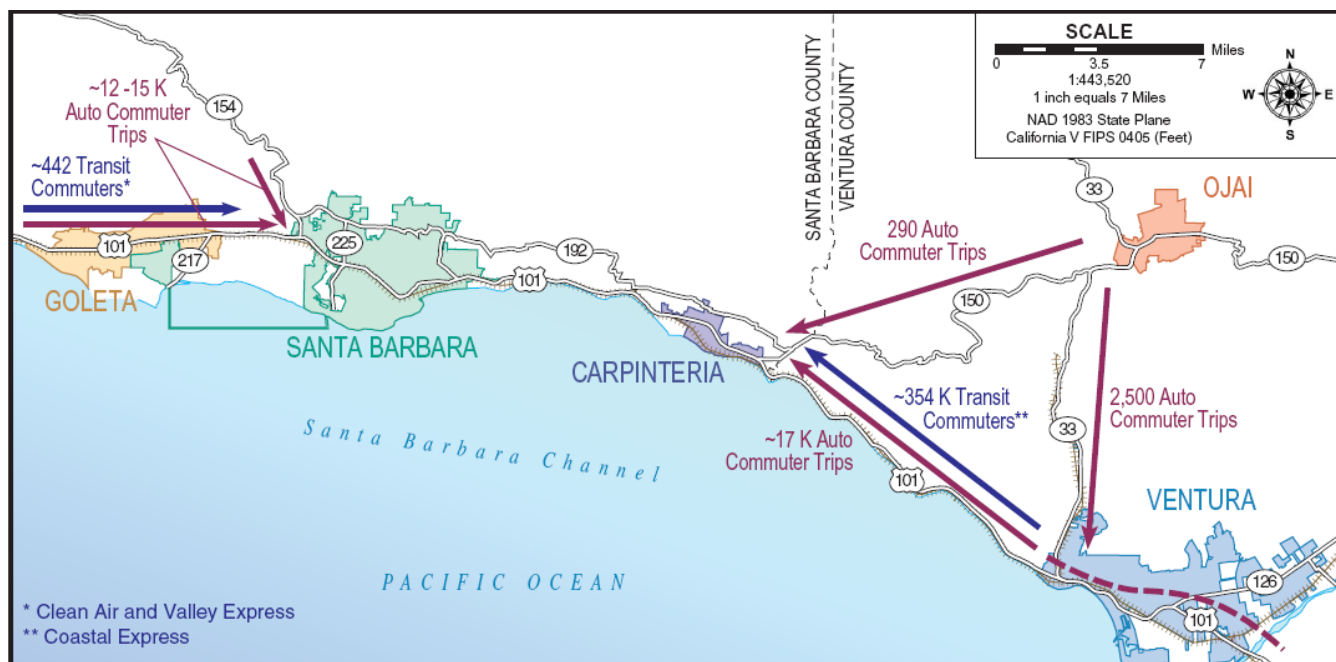 ~12 -15 K
Auto Commuter
Trips
~442 Transit
Commuters*
154
101
217
225
192
101
GOLETA
SANTA BARBARA
CARPINTERIA
SANTA BARBARA COUNTY
VENTURA COUNTY
SCALE
Miles
0 3.5 7
1:443,520
1 inch equals 7 Miles
NAD 1983 State Plane
California V FIPS 0405 (Feet)
N
W E
S
33
OJAI
150
150
290 Auto
Commuter Trips
~354 K Transit
Commuters**
~17 K Auto
Commuter Trips
2,500 Auto
Commuter Trips
33
101
VENTURA
126
101
Santa Barbara Channel
PACIFIC OCEAN
* Clean Air and Valley Express
** Coastal Express